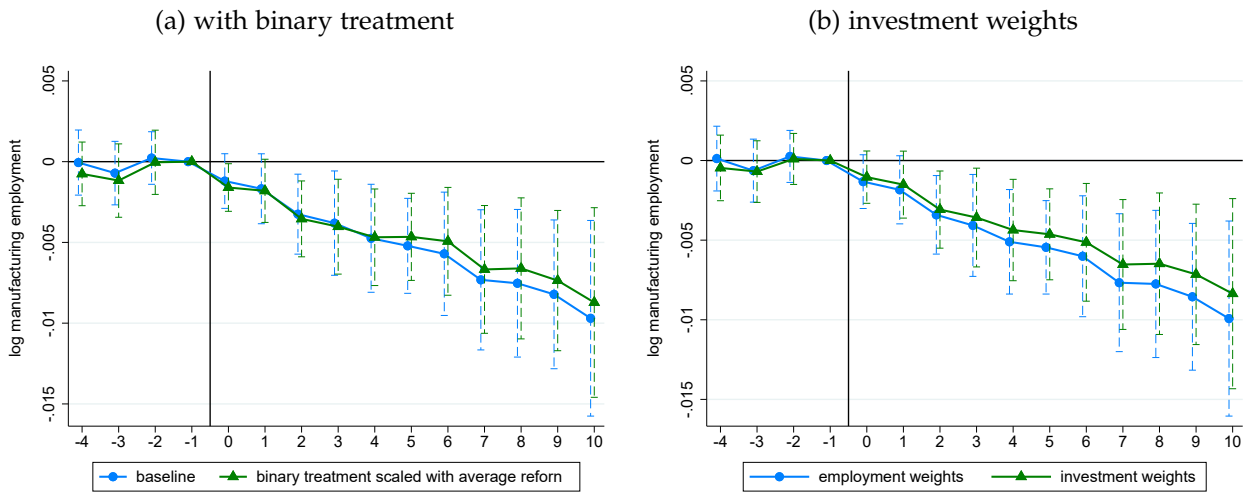 (a) with binary treatment
log manufacturing employment
.005
0
-.005
-.01
-.015
-4 -3 -2 -1 0 1 2 3 4 5 6 7 8 9 10
baseline binary treatment scaled with average reforn
(b) investment weights
log manufacturing employment
.005
0
-.005
-.01
-.015
-4 -3 -2 -1 0 1 2 3 4 5 6 7 8 9 10
employment weights investment weights